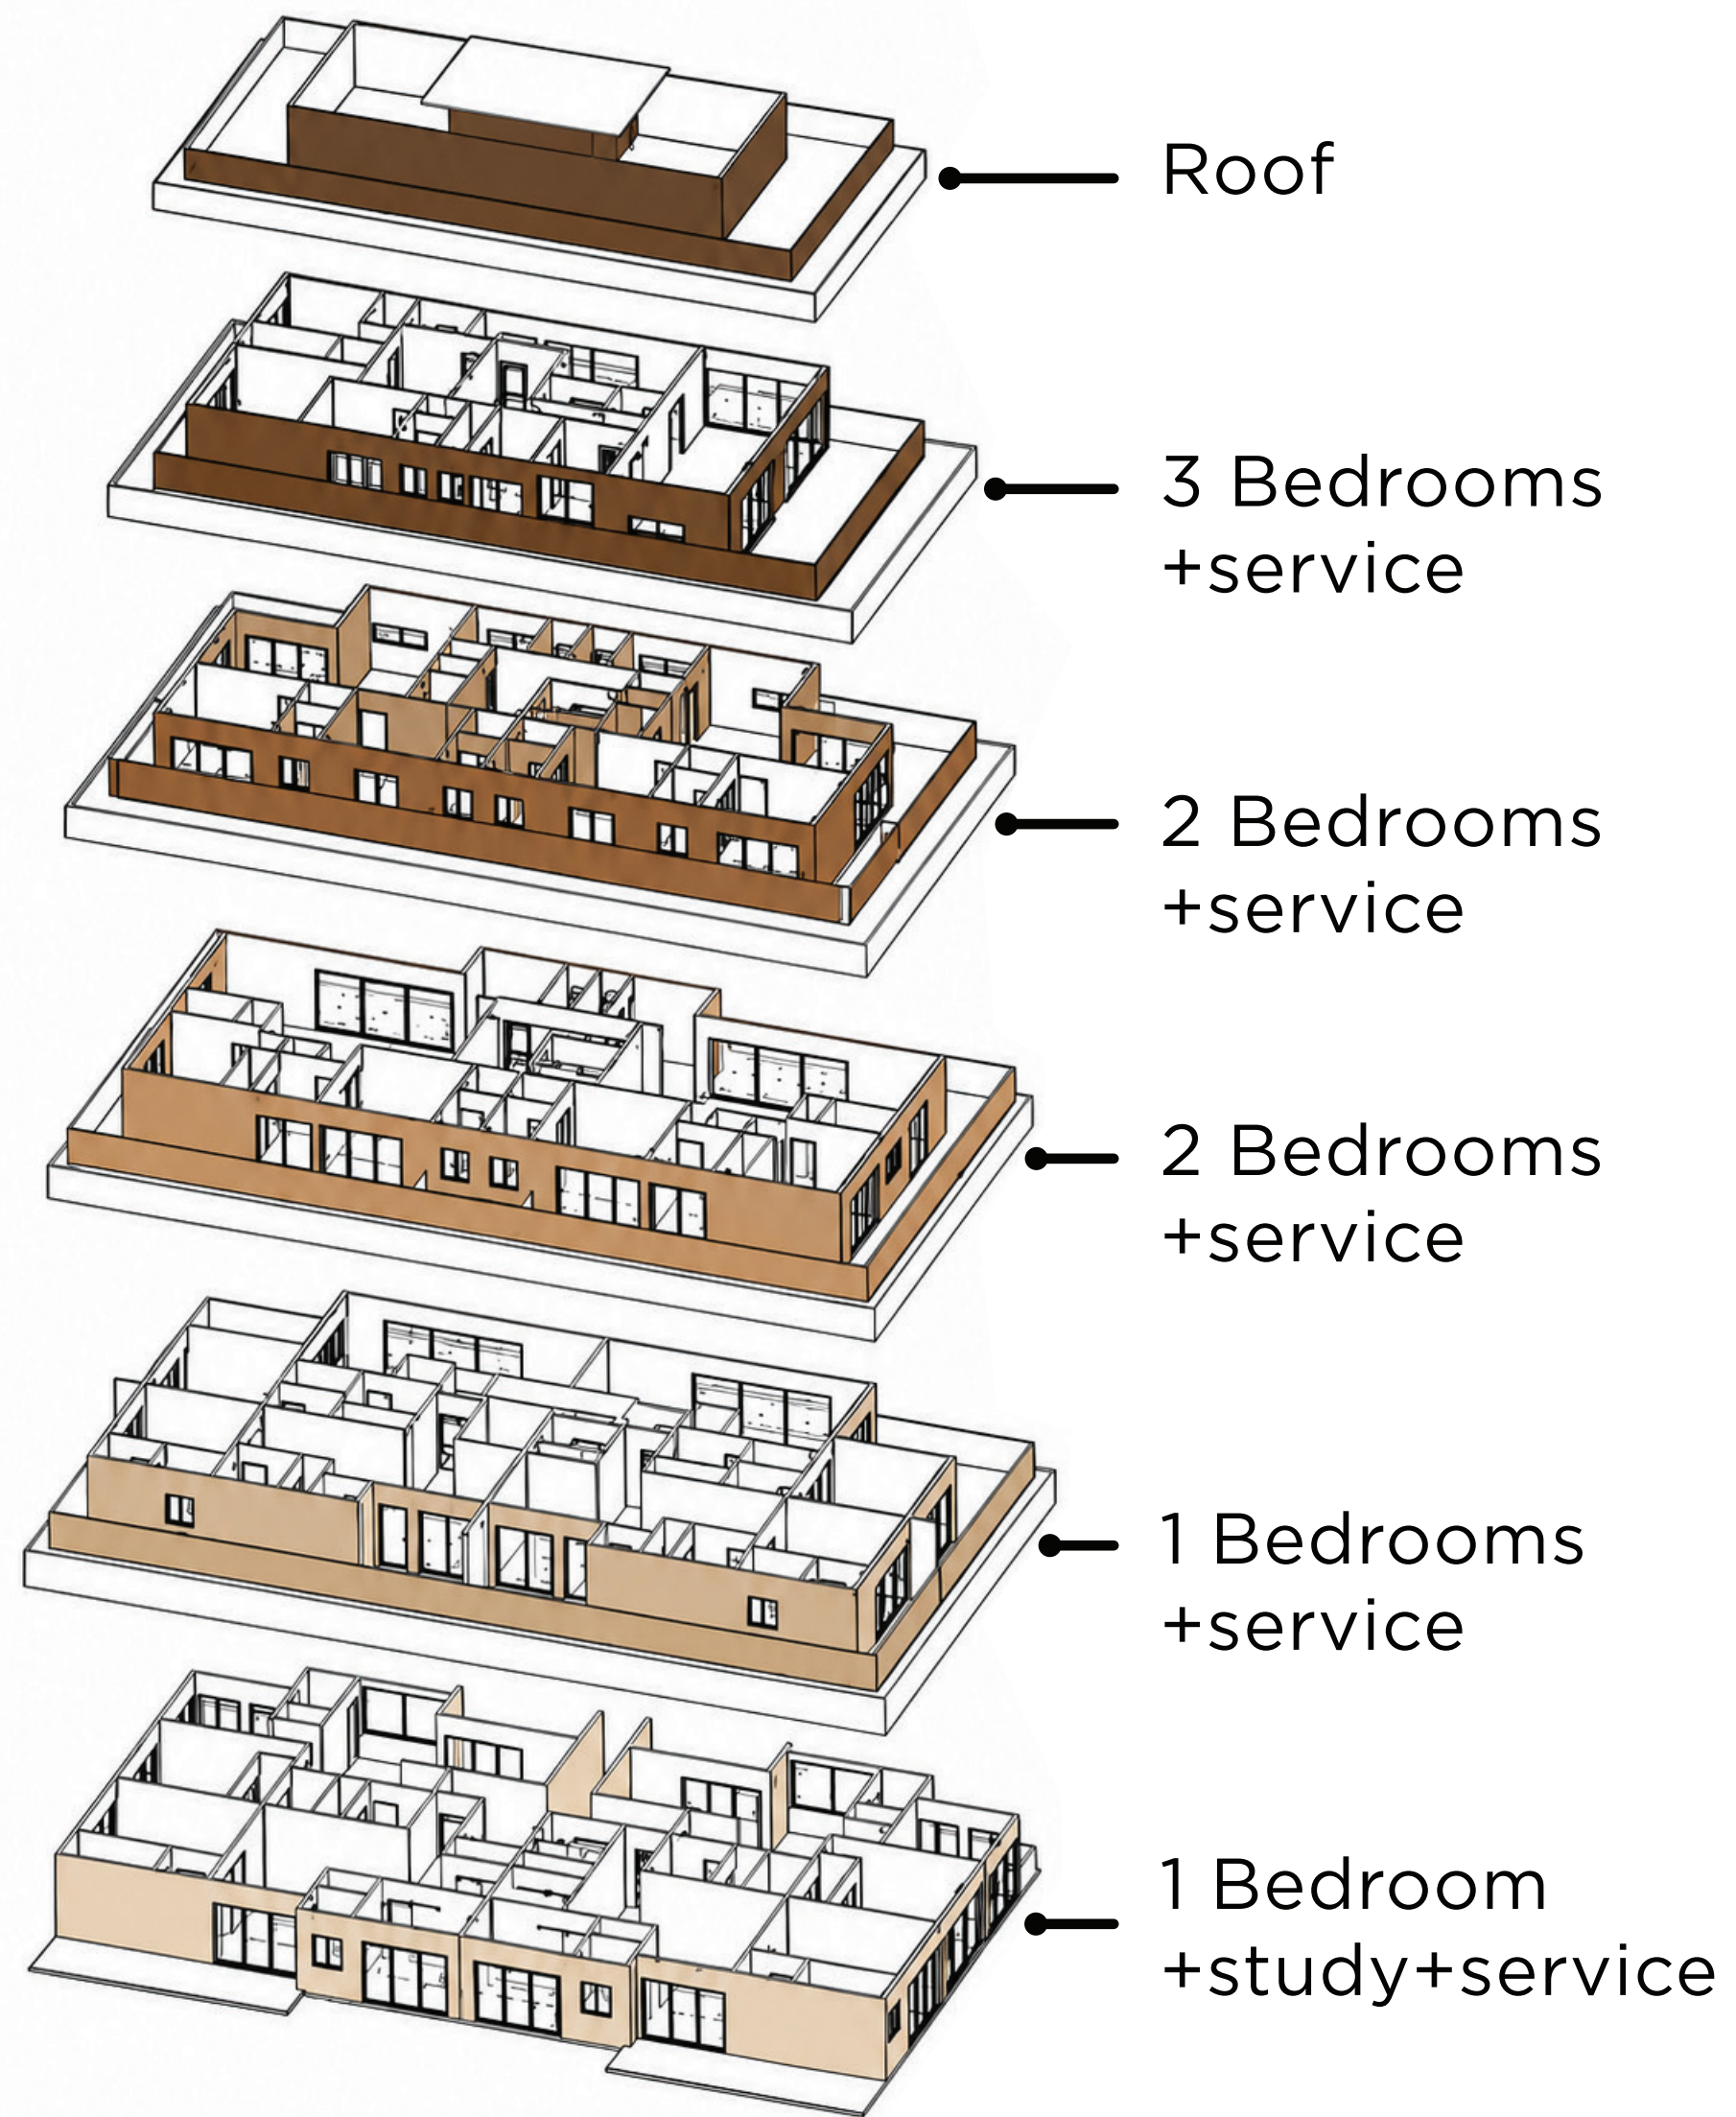 Roof
3 Bedrooms
+service
2 Bedrooms
+service
2 Bedrooms
+service
1 Bedrooms
+service
1 Bedroom
+study+service